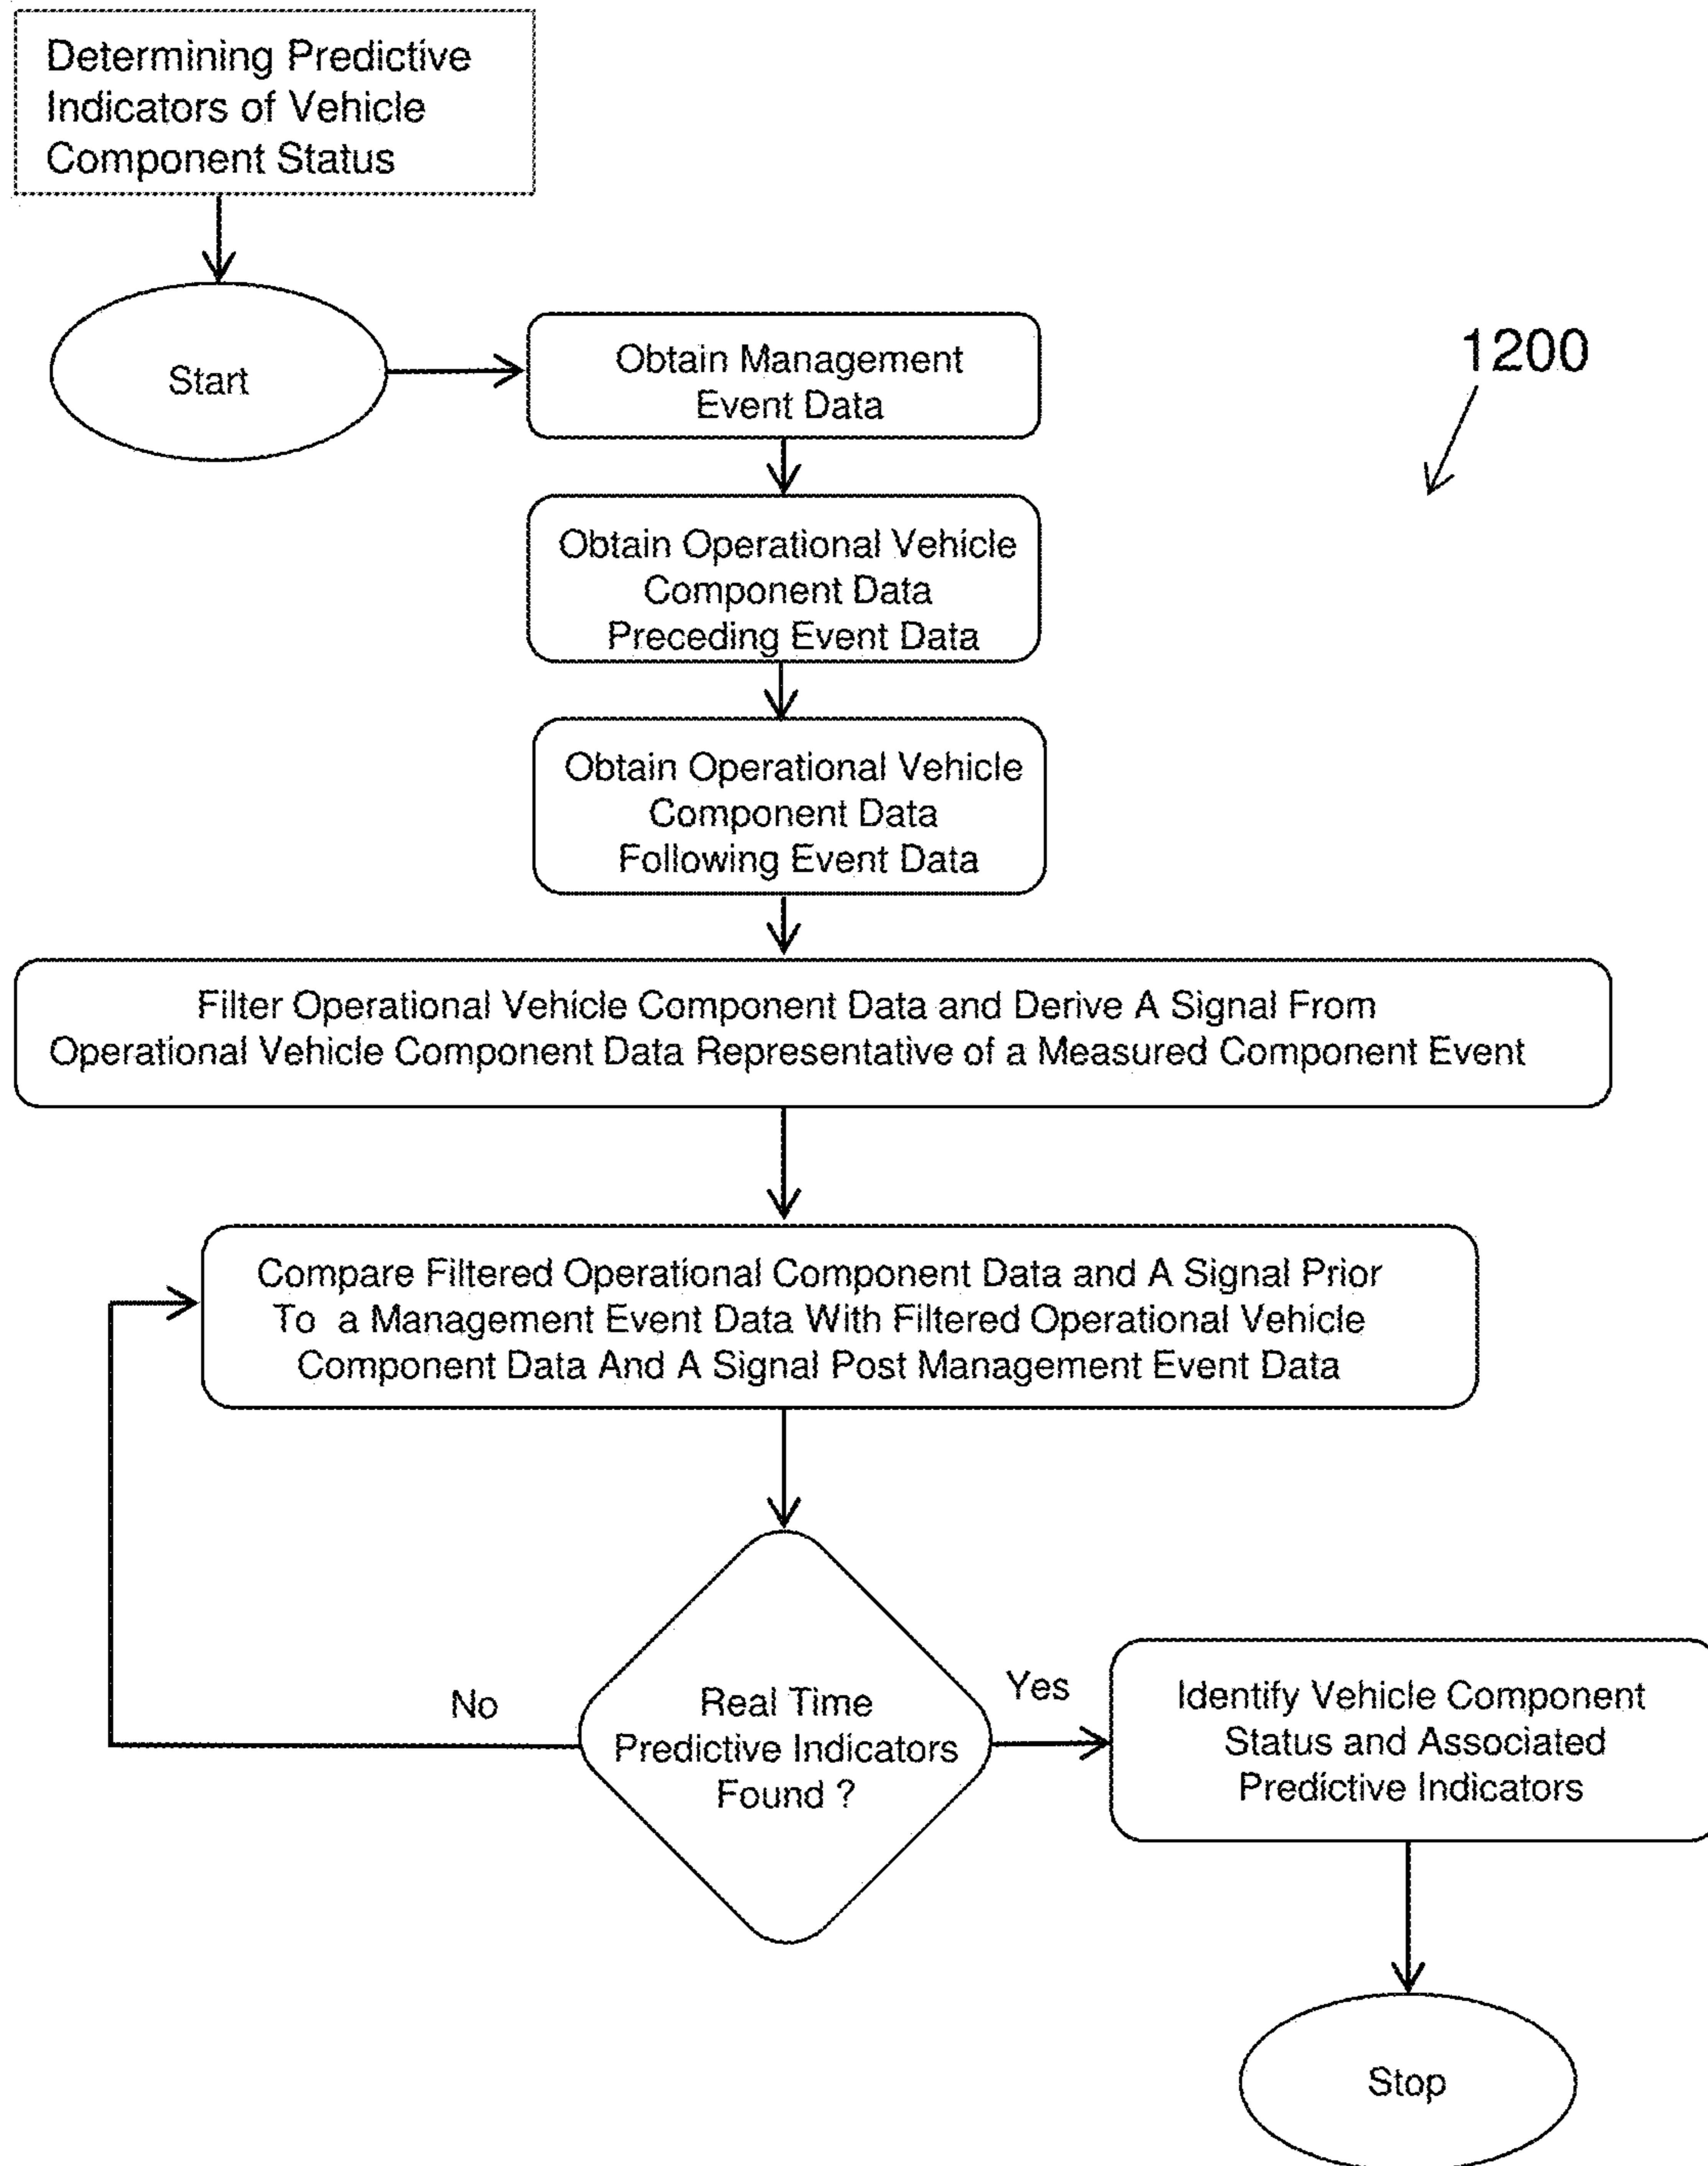 Determining Predictive
Indicators of Vehicle
Component Status
Start
Obtain Management
Event Data
1200
Obtain Operational Vehicle
Component Data
Preceding Event Data
Obtain Operational Vehicle
Component Data
Following Event Data
Filter Operational Vehicle Component Data and Derive A Signal From
Operational Vehicle Component Data Representative of a Measured Component Event
Compare Filtered Operational Component Data and A Signal Prior
To a Management Event Data With Filtered Operational Vehicle
Component Data And A Signal Post Management Event Data
No
Real Time
Predictive Indicators
Found ?
Yes
Identify Vehicle Component
Status and Associated
Predictive Indicators
Stop